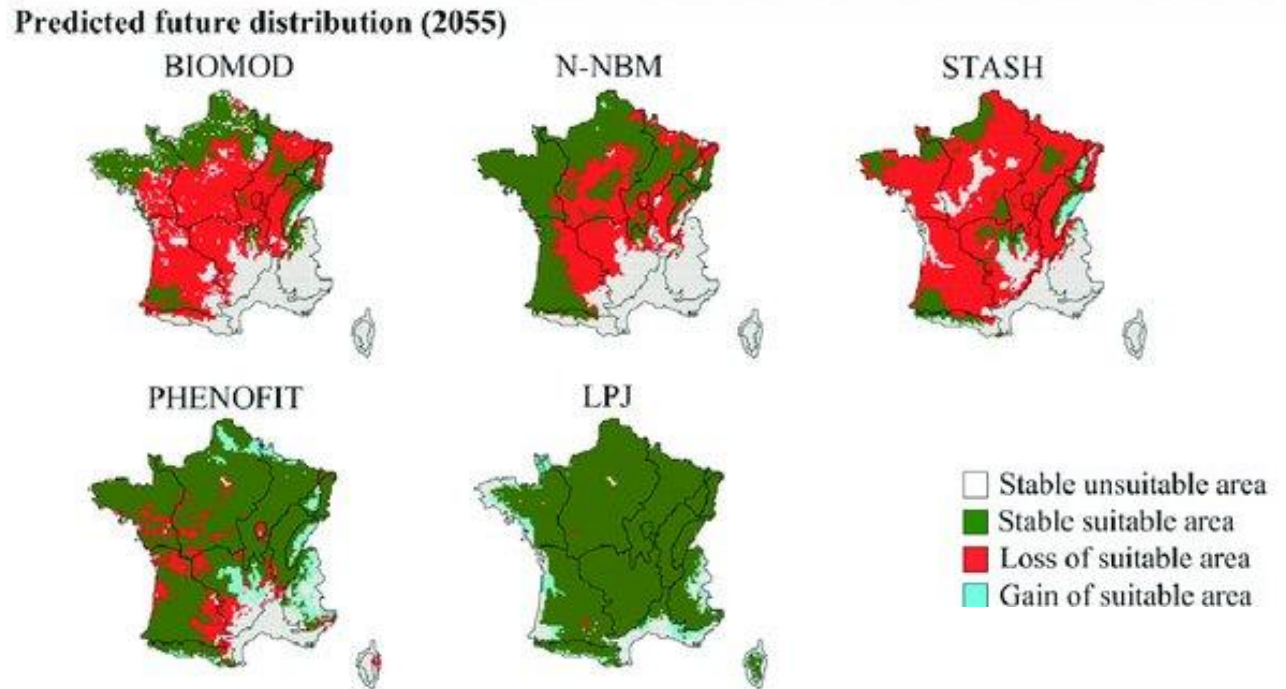 Predicted future distribution (2055)
BIOMOD
N-NBM
STASH
PHENOFIT
LPJ
Stable unsuitable area
Stable suitable area
Loss of suitable area
Gain of suitable area